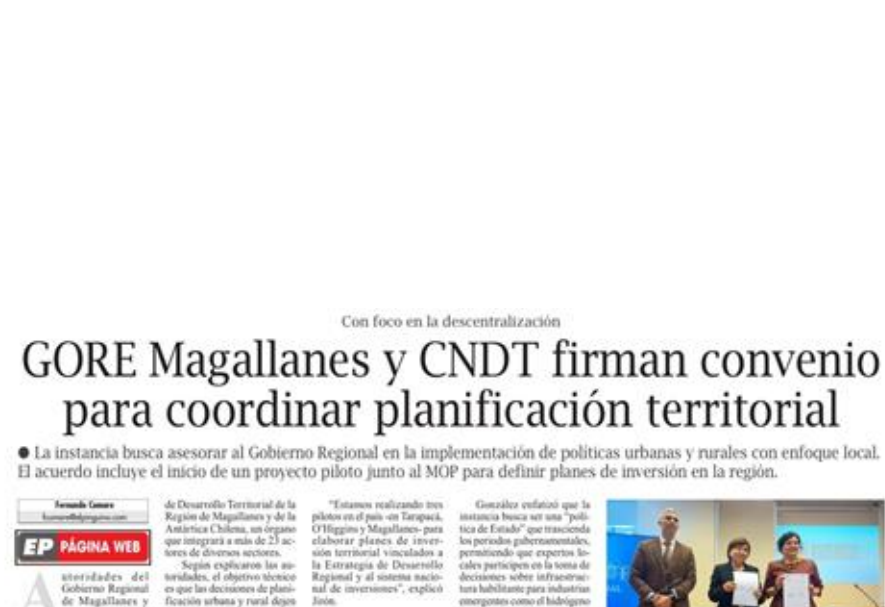 Con foco en la descentralización
GORE Magallanes y CNDT firman convenio
para coordinar planificación territorial
● La instancia busca asesorar al Gobierno Regional en la implementación de políticas urbanas y rurales con enfoque local.
El acuerdo incluye el inicio de un proyecto piloto junto al MOP para definir planes de inversión en la región.
EP PÁGINA WEB
Autoridades del
Gobierno Regional
de Magallanes y
de Desarrollo Territorial de la
Región de Magallanes y de la
Antártica Chilena, un órgano
que integrará a más de 23 ac-
tores de diversos sectores.
Según explicaron las au-
toridades, el objetivo técnico
es que las decisiones de plani-
ficación urbana y rural dejen
"Estamos realizando tres
pilotos en el país -en Tarapacá,
O'Higgins y Magallanes- para
elaborar planes de inver-
sión territorial vinculados a
la Estrategia de Desarrollo
Regional y al sistema nacio-
nal de inversiones", explicó
Jirón.
González enfatizó que la
instancia busca ser una "polí-
tica de Estado" que trascienda
los periodos gubernamentales,
permitiendo que expertos lo-
cales participen en la toma de
decisiones sobre infraestruc-
tura habilitante para industrias
emergentes como el hidrógeno